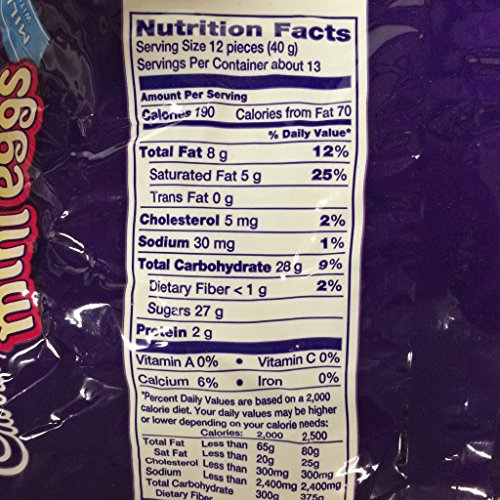 Nutrition Facts
Serving Size 12 pieces (40 g)
Servings Per Container about 13
Amount Per Serving
Calories 190 Calories from Fat 70
% Daily Value*
Total Fat 8 g 12%
Saturated Fat 5 g 25%
Trans Fat 0 g
Cholesterol 5 mg 2%
Sodium 30 mg 1%
Total Carbohydrate 28 g 9%
Dietary Fiber < 1 g 2%
Sugars 27 g
Protein 2 g
Vitamin A 0% • Vitamin C 0%
Calcium 6% • Iron 0%
*Percent Daily Values are based on a 2,000
calorie diet. Your daily values may be higher
or lower depending on your calorie needs:
Calories: 2,000 2,500
Total Fat Less than 65g 80g
Sat Fat Less than 20g 25g
Cholesterol Less than 300mg 300mg
Sodium Less than 2,400mg 2,400mg
Total Carbohydrate 300g 375g
Dietary Fiber
mini eggs